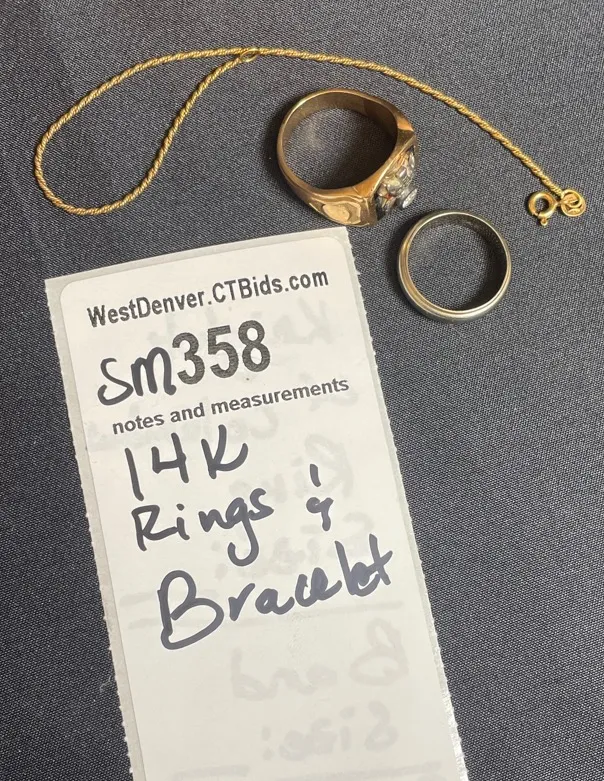 WestDenver.CTBids.com
sm358
notes and measurements
14K
Rings &
Bracelet